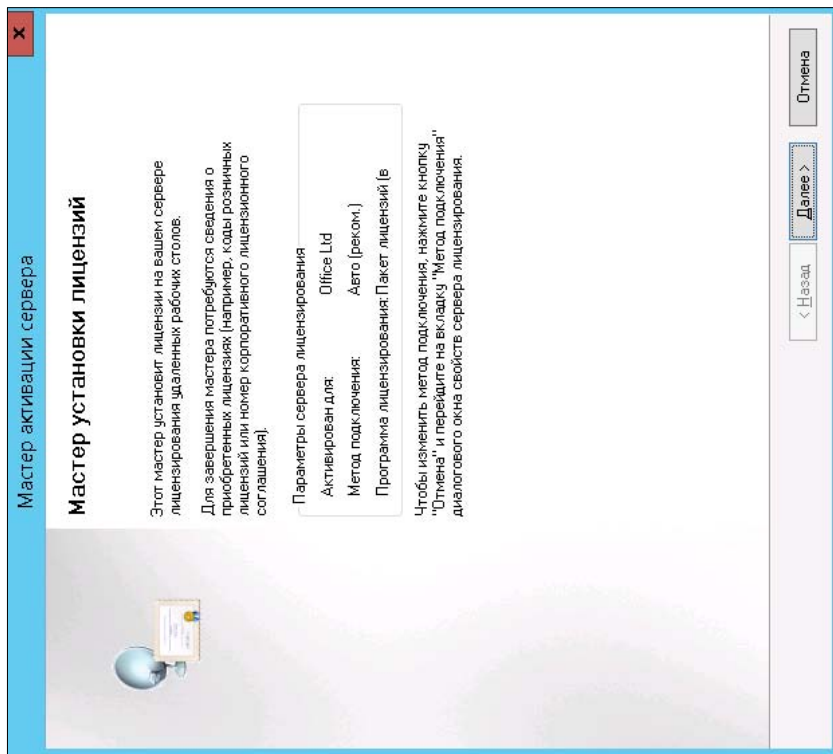 Мастер активации сервера
x
Мастер установки лицензий
Этот мастер установит лицензии на вашем сервере
лицензирования удаленных рабочих столов.
Для завершения мастера потребуются сведения о
приобретенных лицензиях (например, коды розничных
лицензий или номер корпоративного лицензионного
соглашения).
Параметры сервера лицензирования
Активирован для: Office Ltd
Метод подключения: Авто (реком.)
Программа лицензирования: Пакет лицензий (в
Чтобы изменить метод подключения, нажмите кнопку
"Отмена" и перейдите на вкладку "Метод подключения"
диалогового окна свойств сервера лицензирования.
< Назад Далее > Отмена